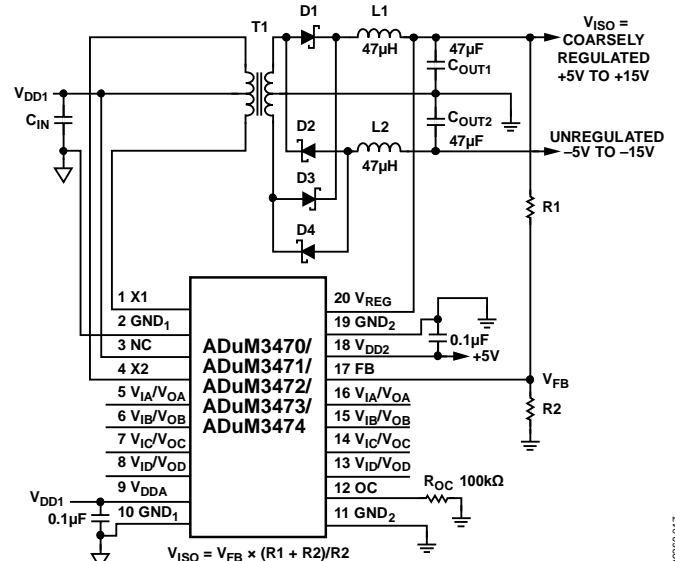 T1
D1
L1
47µH
47µF
COUT1
VISO =
COARSELY
REGULATED
+5V TO +15V
VDD1
CIN
D2
L2
47µH
COUT2
47µF
UNREGULATED
–5V TO –15V
D3
D4
R1
1 X1
2 GND1
3 NC
4 X2
5 VIA/VOA
6 VIB/VOB
7 VIC/VOC
8 VID/VOD
9 VDDA
10 GND1
VDD1
0.1µF
ADuM3470/
ADuM3471/
ADuM3472/
ADuM3473/
ADuM3474
20 VREG
19 GND2
18 VDD2
17 FB
16 VIA/VOA
15 VIB/VOB
14 VIC/VOC
13 VID/VOD
12 OC
11 GND2
0.1µF
+5V
VFB
R2
ROC 100kΩ
VISO = VFB × (R1 + R2)/R2